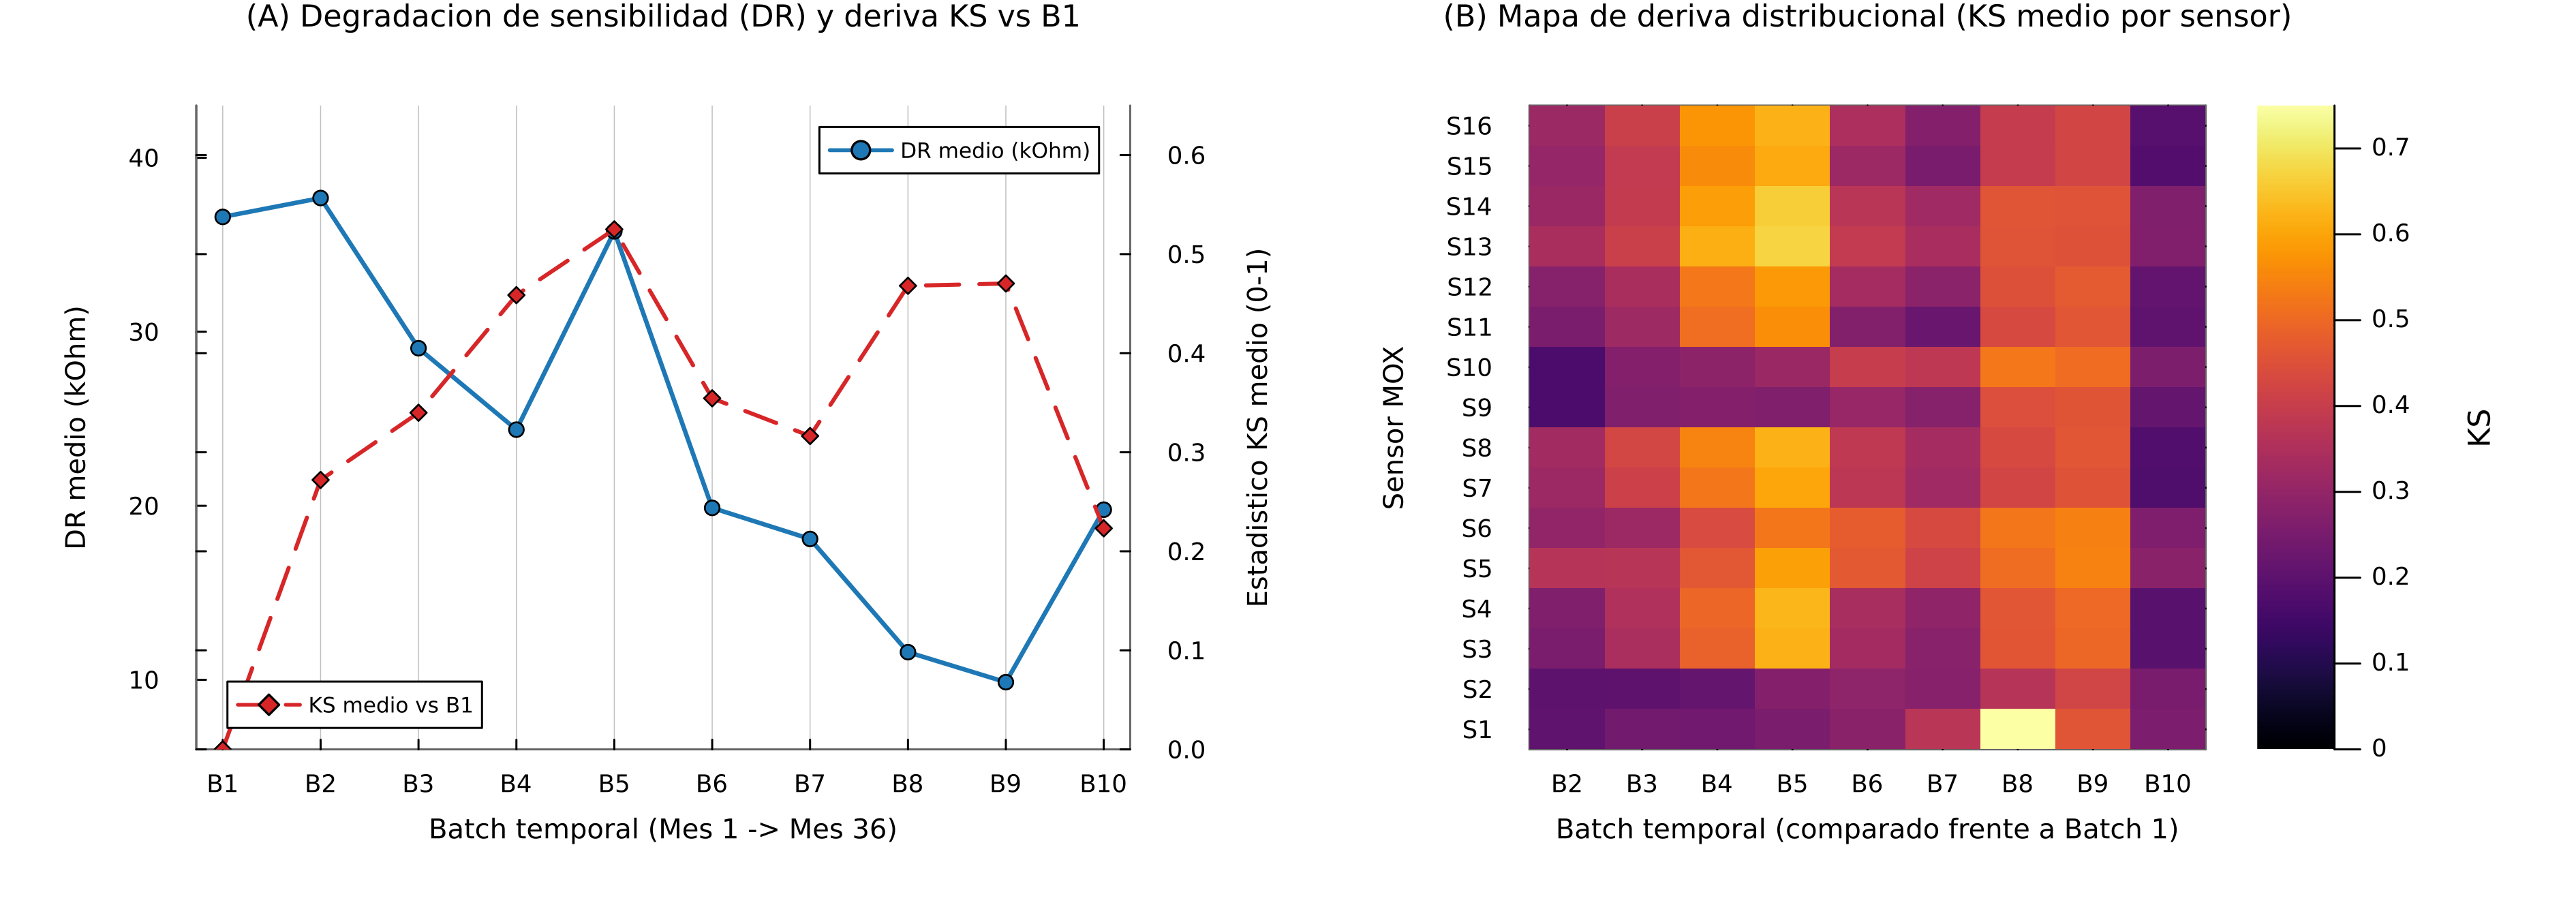 (A) Degradacion de sensibilidad (DR) y deriva KS vs B1
40
30
20
10
DR medio (kOhm)
DR medio (kOhm)
KS medio vs B1
0.6
0.5
0.4
0.3
0.2
0.1
0.0
Estadistico KS medio (0-1)
B1 B2 B3 B4 B5 B6 B7 B8 B9 B10
Batch temporal (Mes 1 -> Mes 36)
(B) Mapa de deriva distribucional (KS medio por sensor)
Sensor MOX
S16
S15
S14
S13
S12
S11
S10
S9
S8
S7
S6
S5
S4
S3
S2
S1
B2 B3 B4 B5 B6 B7 B8 B9 B10
Batch temporal (comparado frente a Batch 1)
0.7
0.6
0.5
0.4
0.3
0.2
0.1
0
KS